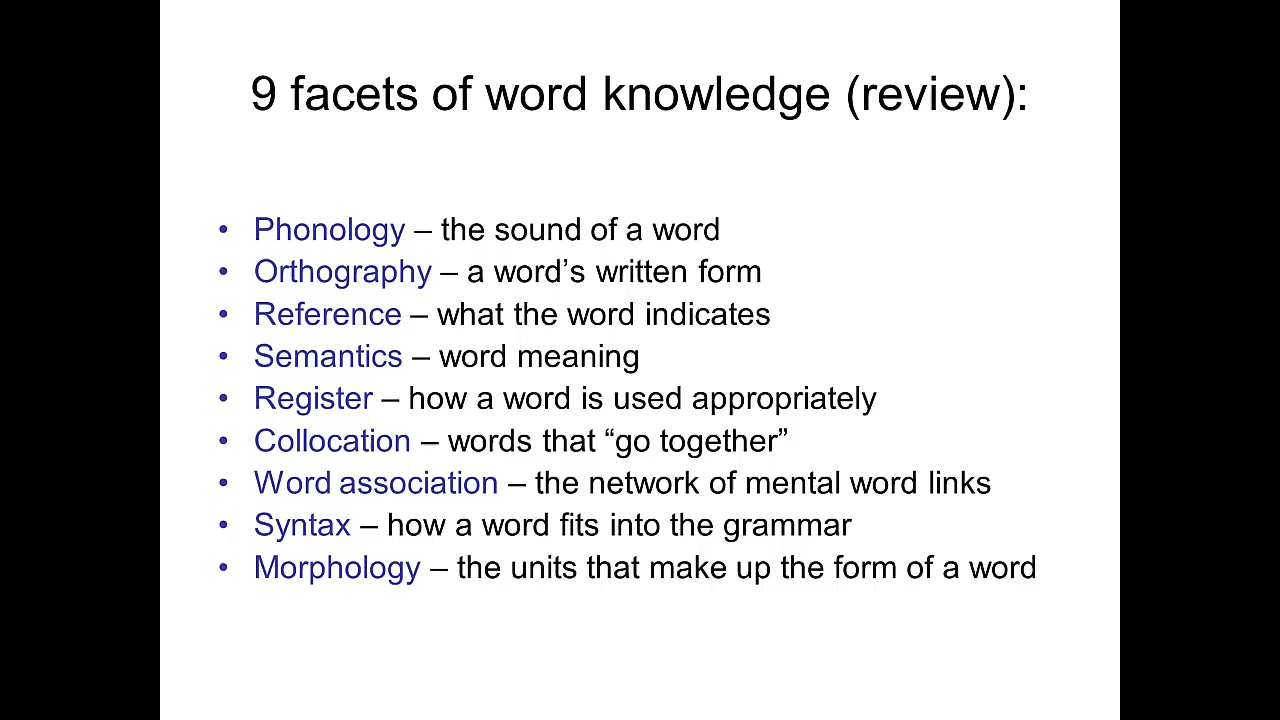 9 facets of word knowledge (review):
• Phonology – the sound of a word
• Orthography – a word’s written form
• Reference – what the word indicates
• Semantics – word meaning
• Register – how a word is used appropriately
• Collocation – words that “go together”
• Word association – the network of mental word links
• Syntax – how a word fits into the grammar
• Morphology – the units that make up the form of a word